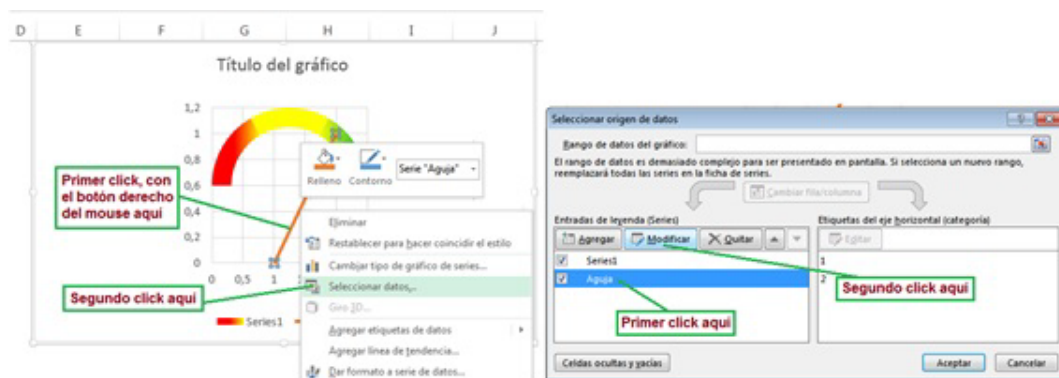 D E F G H I J
Título del gráfico
1,2
1
0,8
0,6
0,4
0,2
0
0 0,5 1
Primer click, con
el botón derecho
del mouse aquí
Segundo click aquí
Series1
Relleno Contorno
Serie "Aguja"
Eliminar
Restablecer para hacer coincidir el estilo
Cambiar tipo de gráfico de series...
Seleccionar datos...
Giro 3D...
Agregar etiquetas de datos
Agregar línea de tendencia...
Dar formato a serie de datos...
Seleccionar origen de datos
Rango de datos del gráfico:
El rango de datos es demasiado complejo para ser presentado en pantalla. Si selecciona un nuevo rango,
reemplazará todas las series en la ficha de series.
Cambiar fila/columna
Entradas de leyenda (Series)
Agregar Modificar Quitar
Series1
Aguja
Primer click aqui
Etiquetas del eje horizontal (categoría)
Editar
1
2
Segundo click aqui
Celdas ocultas y vacías
Aceptar Cancelar